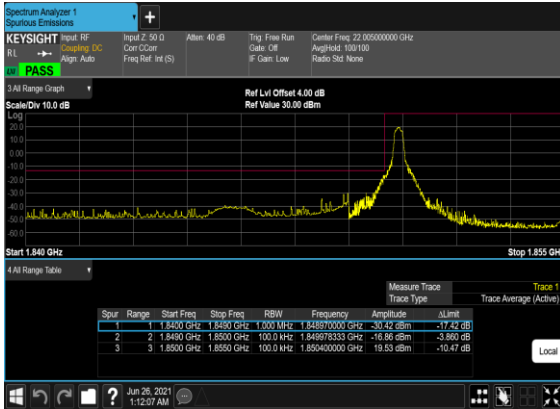 Spectrum Analyzer 1
Spurious Emissions
+
KEYSIGHT Input: RF Input Z: 50 Ω Atten: 40 dB Trig: Free Run Center Freq: 22.005000000 GHz
RL Coupling: DC Corr CCorr Gate: Off Avg|Hold: 100/100
Align: Auto Freq Ref: Int (S) IF Gain: Low Radio Std: None
PASS
3 All Range Graph
Ref Lvl Offset 4.00 dB
Scale/Div 10.0 dB Ref Value 30.00 dBm
Log
20.0
10.0
0.00
-10.0
-20.0
-30.0
-40.0
-50.0
-60.0
Start 1.840 GHz Stop 1.855 GH
4 All Range Table
Measure Trace Trace 1
Trace Type Trace Average (Active)
Spur Range Start Freq Stop Freq RBW Frequency Amplitude ΔLimit
1 1 1.8400 GHz 1.8490 GHz 1.000 MHz 1.848970000 GHz -30.42 dBm -17.42 dB
2 2 1.8490 GHz 1.8500 GHz 100.0 kHz 1.849978333 GHz -16.86 dBm -3.860 dB
3 3 1.8500 GHz 1.8550 GHz 100.0 kHz 1.850400000 GHz 19.53 dBm -10.47 dB
Local
?
Jun 26, 2021
1:12:07 AM